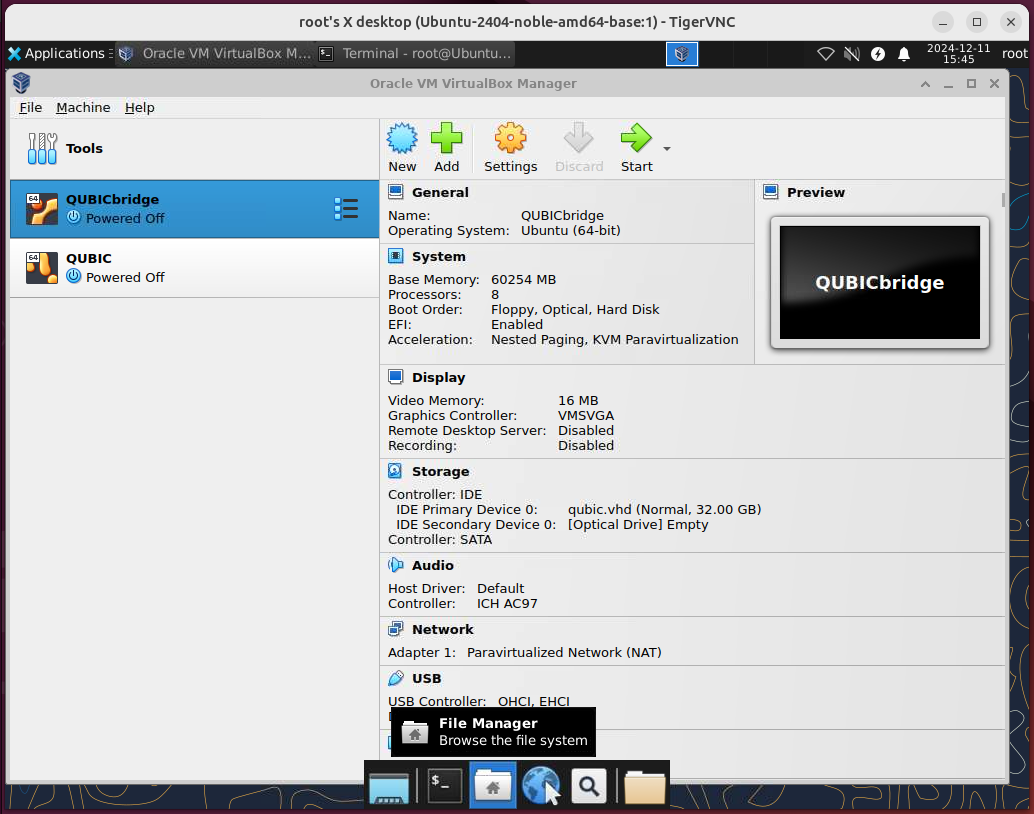 root's X desktop (Ubuntu-2404-noble-amd64-base:1) - TigerVNC
Applications
Oracle VM VirtualBox M...
Terminal - root@Ubuntu...
2024-12-11
15:45
root
Oracle VM VirtualBox Manager
File Machine Help
Tools
64
QUBICbridge
Powered Off
64
QUBIC
Powered Off
New Add Settings Discard Start
General
Name: QUBICbridge
Operating System: Ubuntu (64-bit)
System
Base Memory: 60254 MB
Processors: 8
Boot Order: Floppy, Optical, Hard Disk
EFI: Enabled
Acceleration: Nested Paging, KVM Paravirtualization
Preview
QUBICbridge
Display
Video Memory: 16 MB
Graphics Controller: VMSVGA
Remote Desktop Server: Disabled
Recording: Disabled
Storage
Controller: IDE
IDE Primary Device 0: qubic.vhd (Normal, 32.00 GB)
IDE Secondary Device 0: [Optical Drive] Empty
Controller: SATA
Audio
Host Driver: Default
Controller: ICH AC97
Network
Adapter 1: Paravirtualized Network (NAT)
USB
USB Controller: OHCI, EHCI
File Manager
Browse the file system
$_